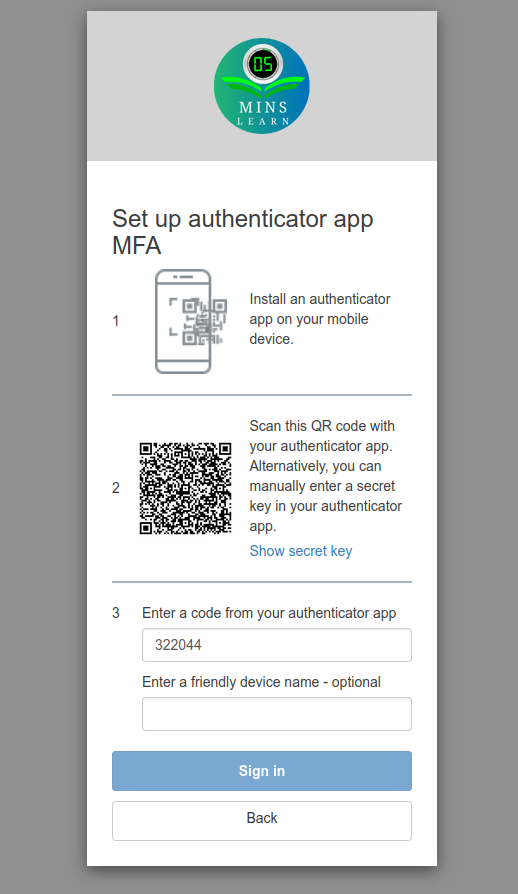 05
MINS
LEARN
Set up authenticator app
MFA
1
Install an authenticator
app on your mobile
device.
2
Scan this QR code with
your authenticator app.
Alternatively, you can
manually enter a secret
key in your authenticator
app.
Show secret key
3
Enter a code from your authenticator app
322044
Enter a friendly device name - optional
Sign in
Back